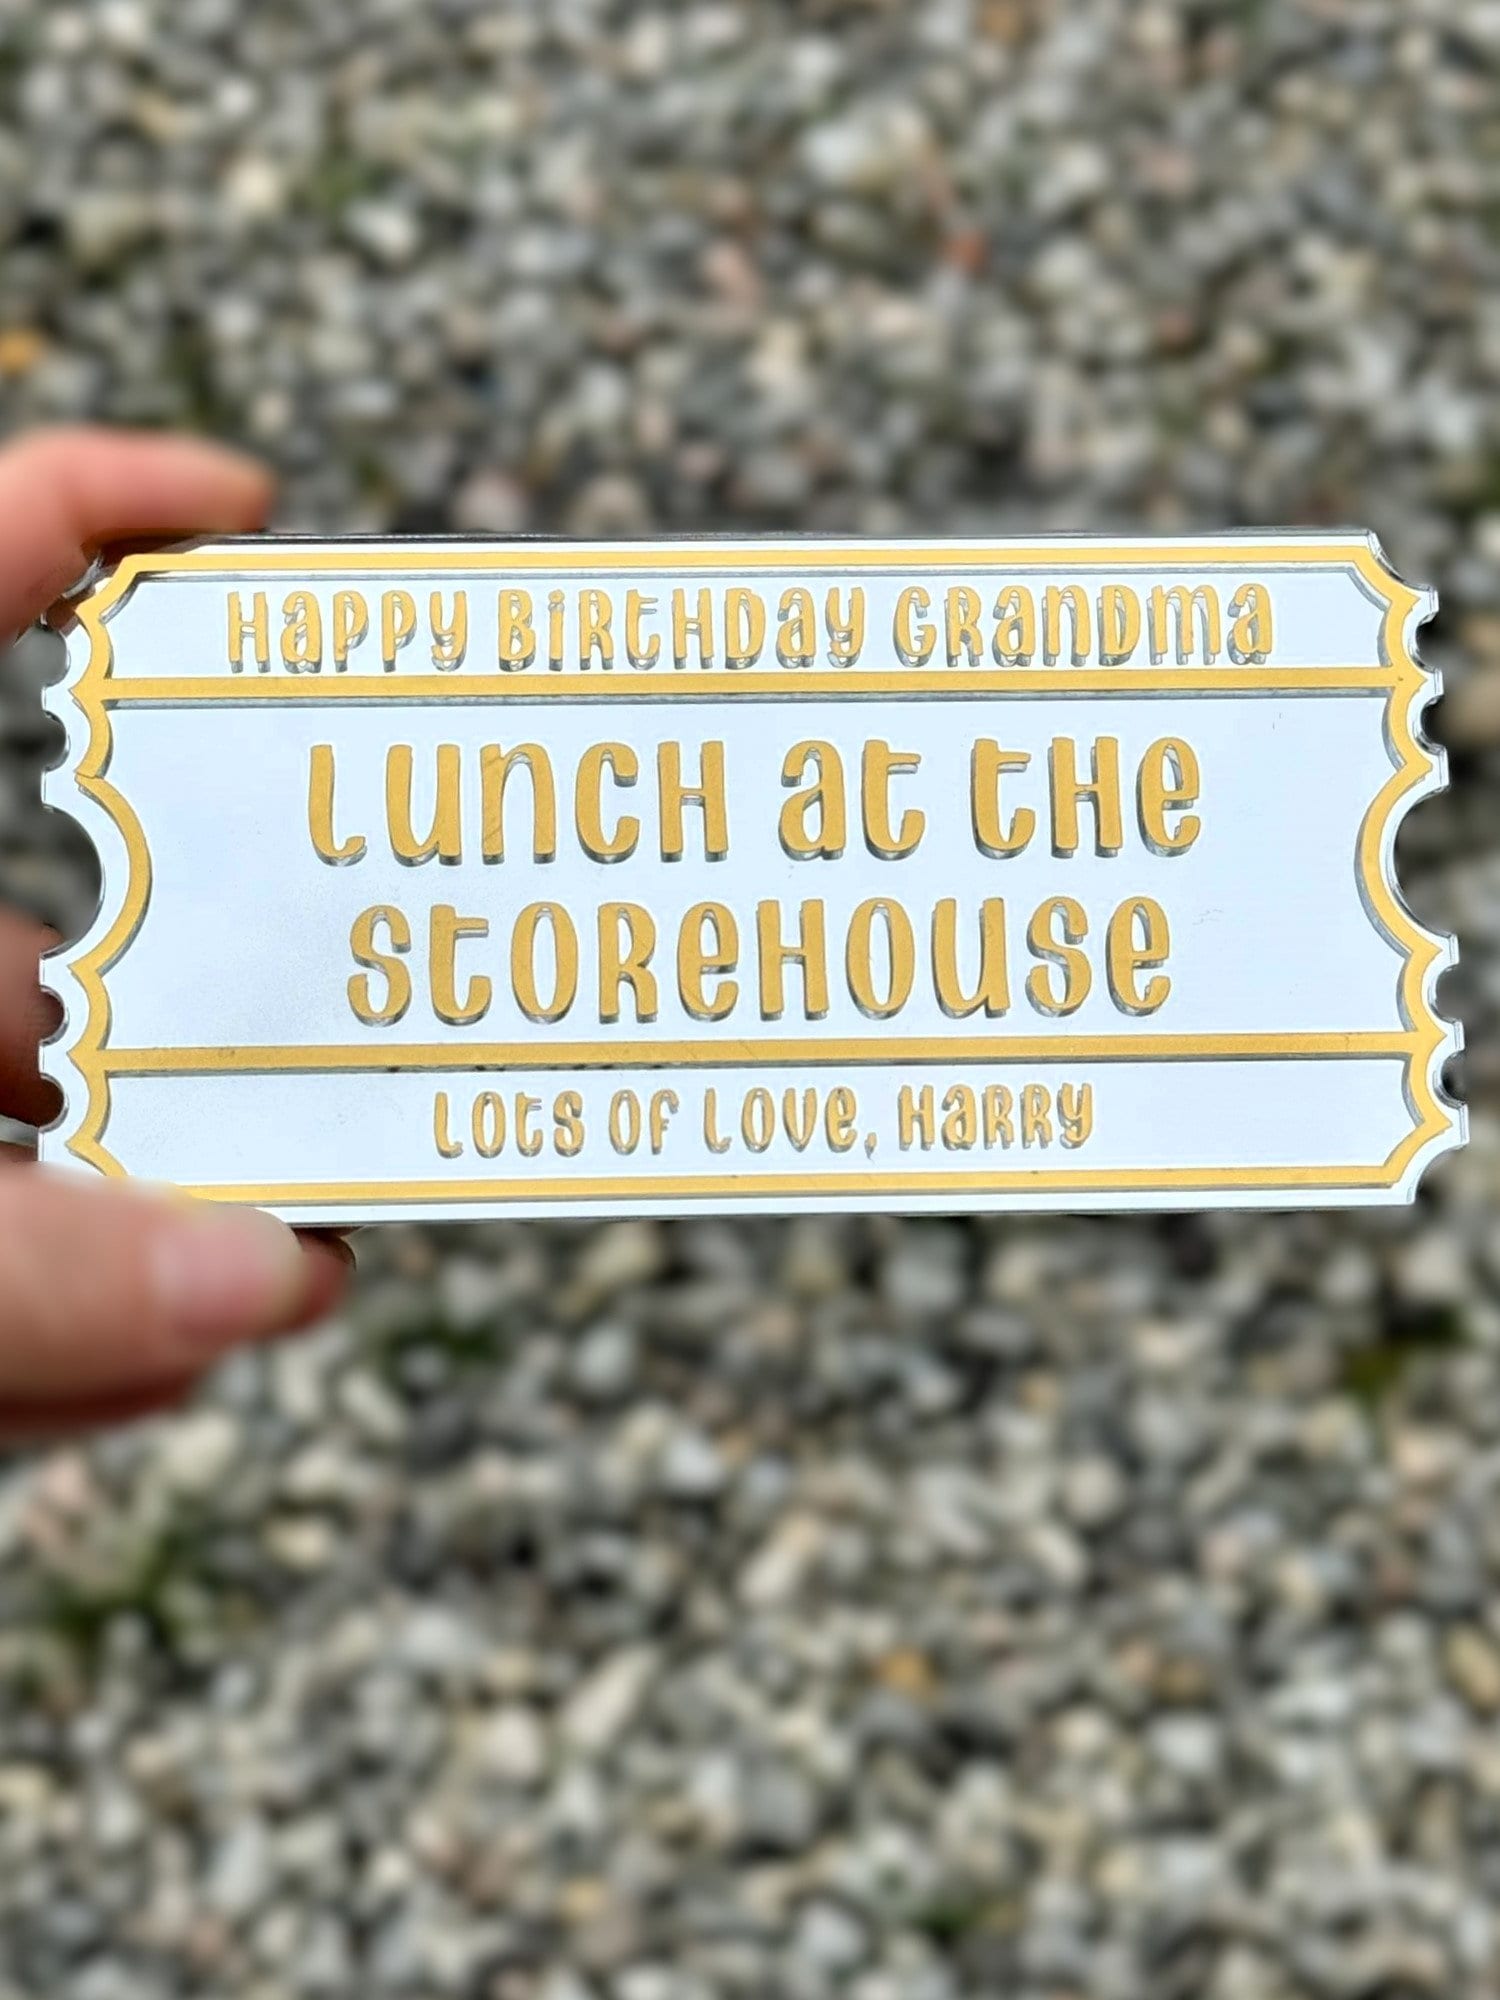 Happy Birthday Grandma
Lunch at the
Storehouse
Lots of love, Harry